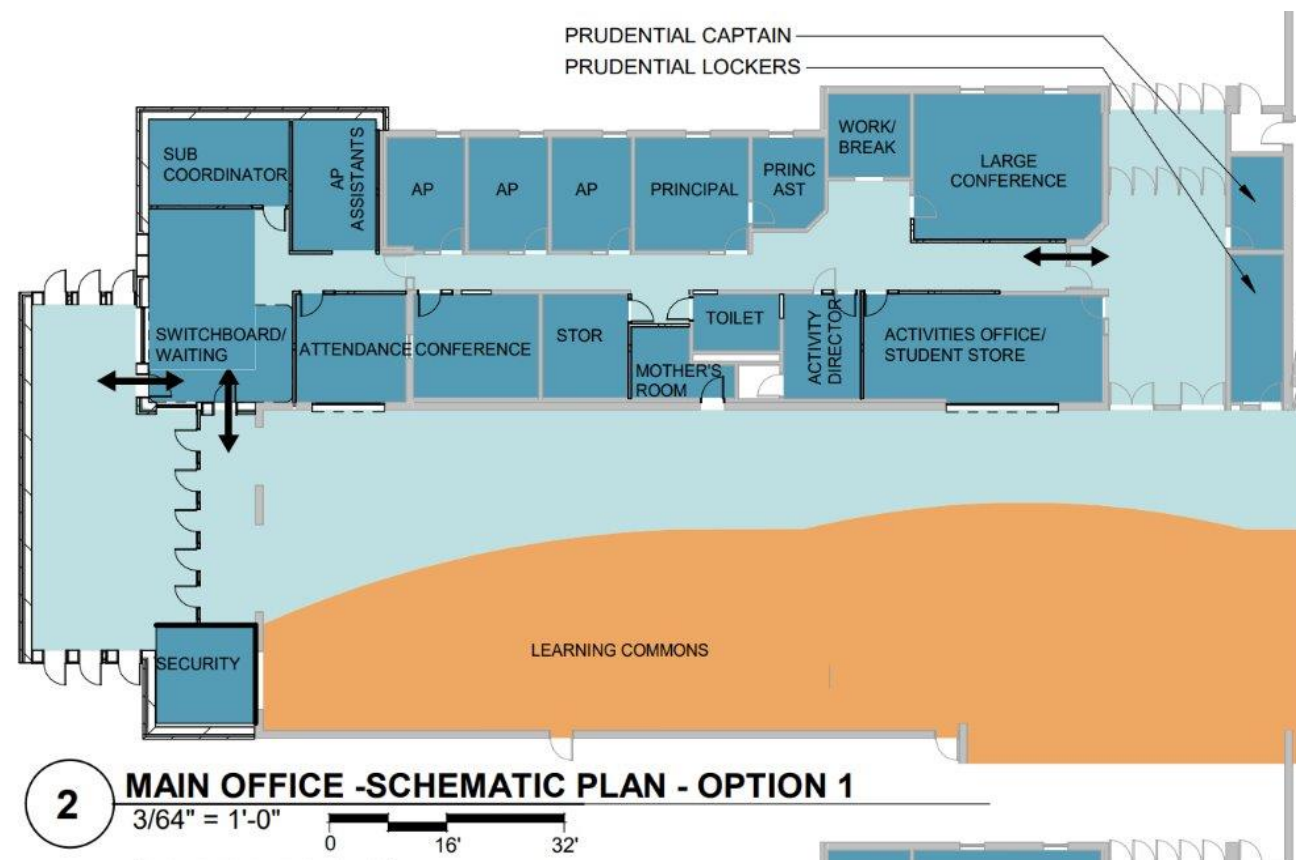 PRUDENTIAL CAPTAIN
PRUDENTIAL LOCKERS
SUB
COORDINATOR
AP
ASSISTANTS
AP
AP
AP
PRINCIPAL
PRINC
AST
WORK/
BREAK
LARGE
CONFERENCE
SWITCHBOARD/
WAITING
ATTENDANCE
CONFERENCE
STOR
MOTHER'S
ROOM
TOILET
ACTIVITY
DIRECTOR
ACTIVITIES OFFICE/
STUDENT STORE
SECURITY
LEARNING COMMONS
2
MAIN OFFICE -SCHEMATIC PLAN - OPTION 1
3/64" = 1'-0"
0 16' 32'